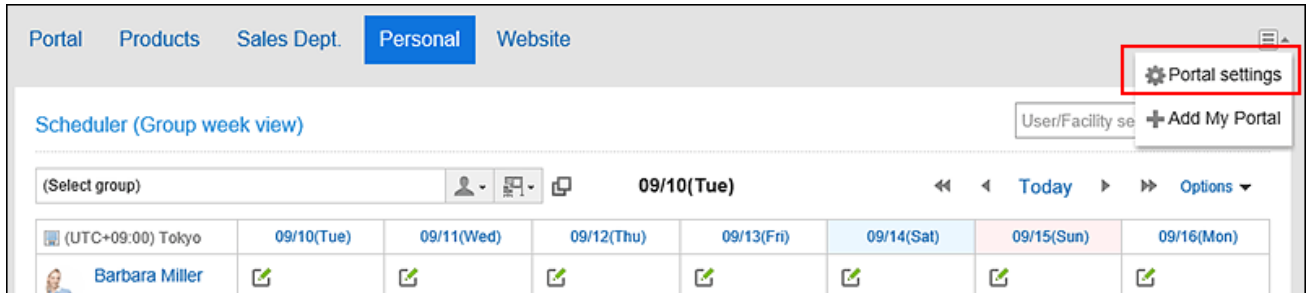 Portal Products Sales Dept. Personal Website
Portal settings
Add My Portal
Scheduler (Group week view)
User/Facility se
(Select group) 09/10(Tue) Today Options
(UTC+09:00) Tokyo 09/10(Tue) 09/11(Wed) 09/12(Thu) 09/13(Fri) 09/14(Sat) 09/15(Sun) 09/16(Mon)
Barbara Miller